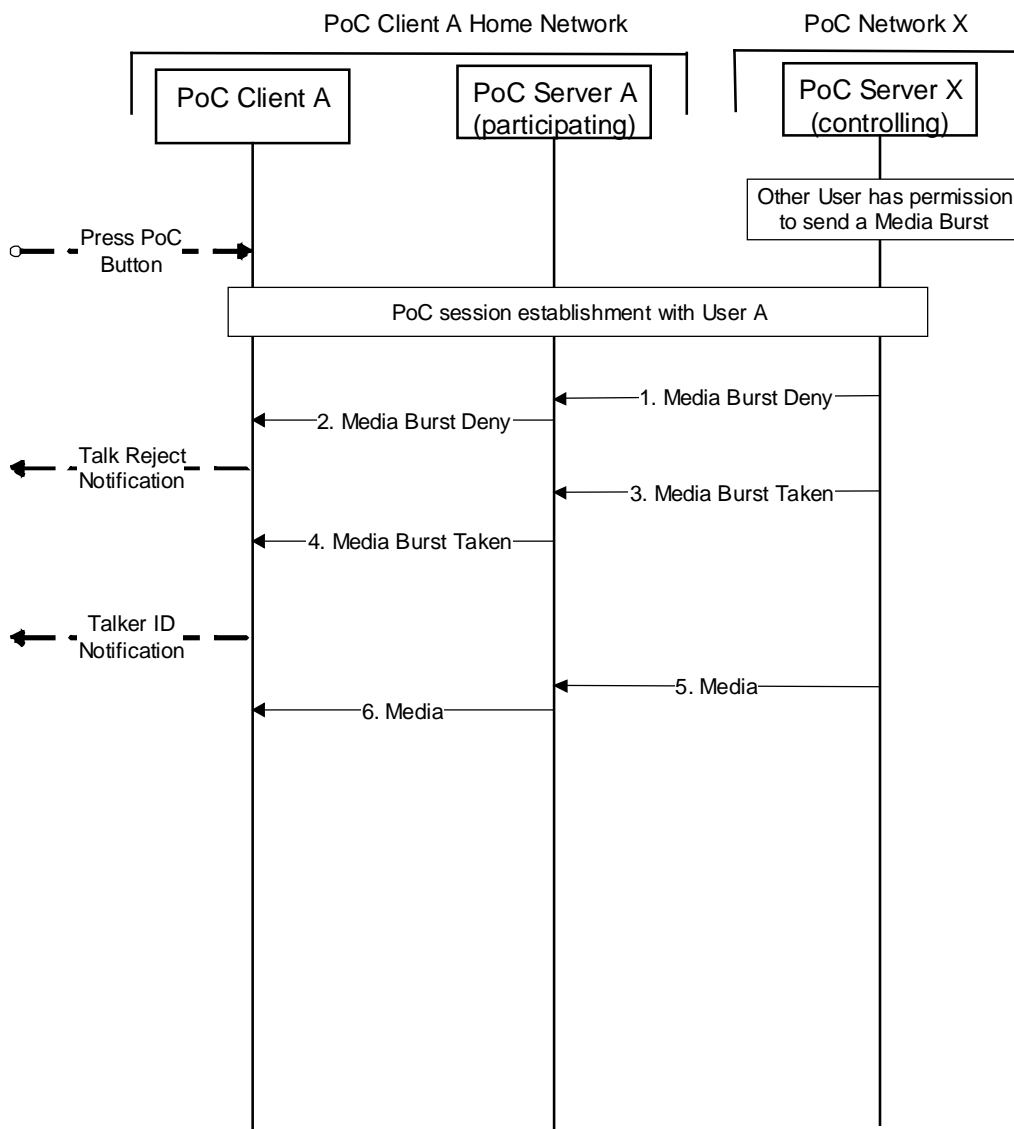 PoC Client A Home Network
PoC Network X
PoC Client A
PoC Server A
(participating)
PoC Server X
(controlling)
Other User has permission
to send a Media Burst
Press PoC
Button
PoC session establishment with User A
1. Media Burst Deny
2. Media Burst Deny
Talk Reject
Notification
3. Media Burst Taken
4. Media Burst Taken
Talker ID
Notification
5. Media
6. Media